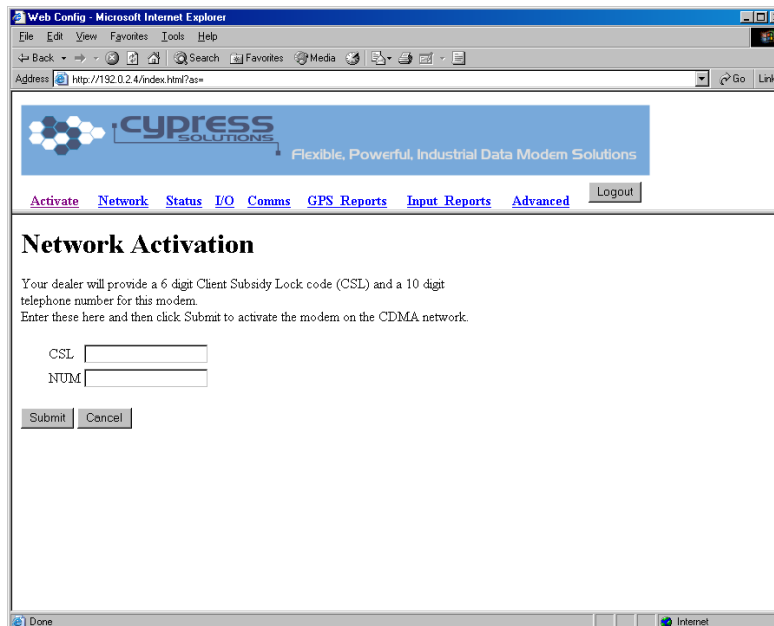 Web Config - Microsoft Internet Explorer
File Edit View Favorites Tools Help
Back Search Favorites Media
Address http://192.0.2.4/index.html?as= Go Link
cypress
SOLUTIONS
Flexible, Powerful, Industrial Data Modem Solutions
Activate Network Status I/O Comms GPS Reports Input Reports Advanced Logout
Network Activation
Your dealer will provide a 6 digit Client Subsidy Lock code (CSL) and a 10 digit
telephone number for this modem.
Enter these here and then click Submit to activate the modem on the CDMA network.
CSL
NUM
Submit Cancel
Done Internet